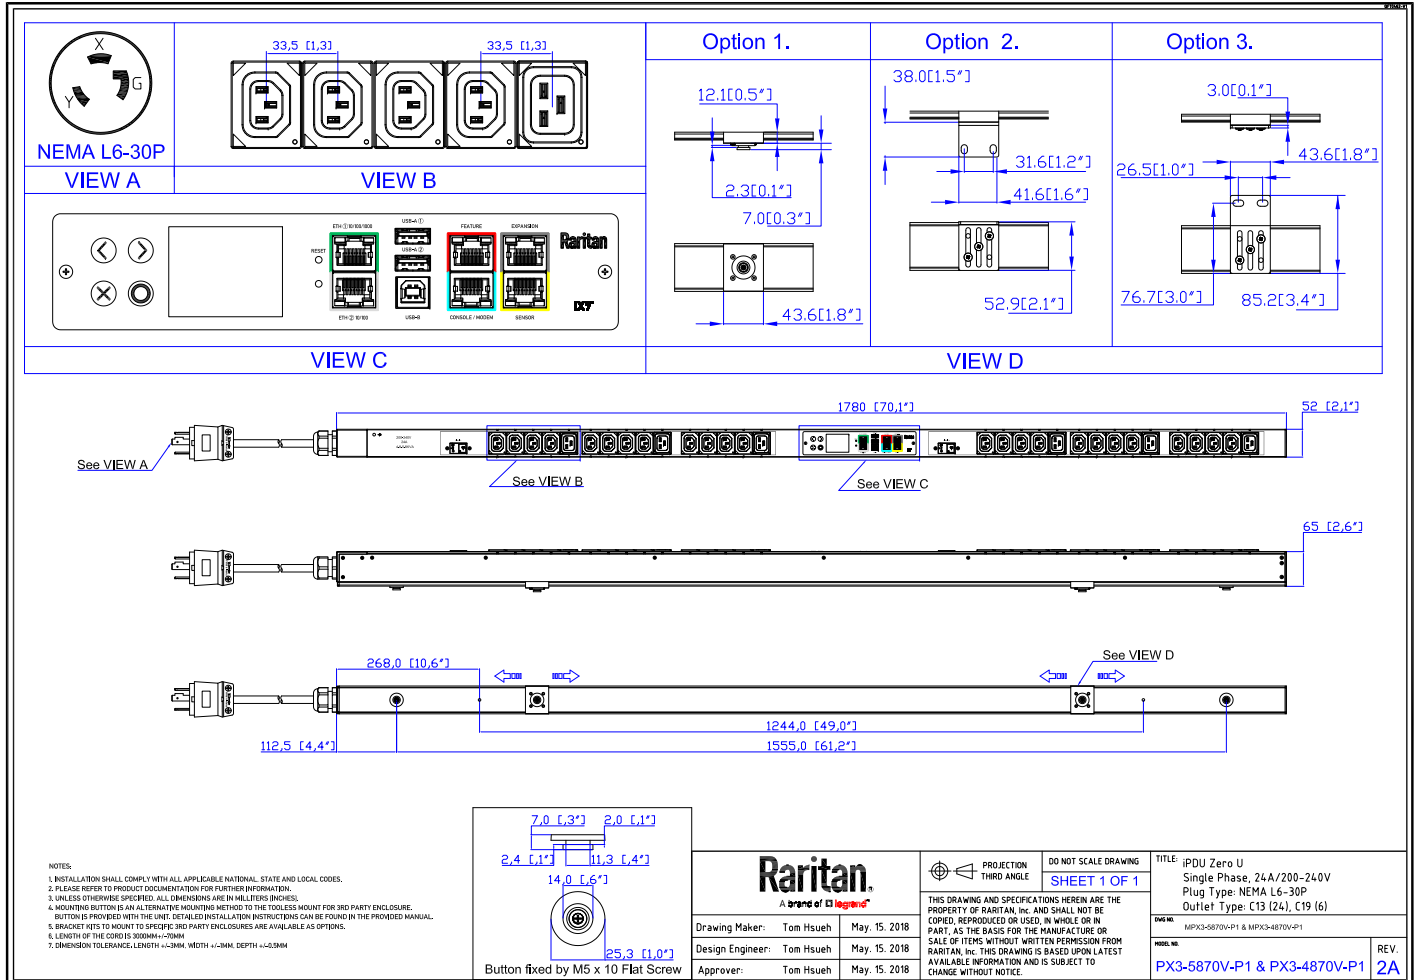 X
G
Y
NEMA L6-30P
VIEW A
33,5 [1,3]
33,5 [1,3]
VIEW B
Option 1.
12.1[0.5"]
2.3[0.1"]
7.0[0.3"]
43.6[1.8"]
Option 2.
38.0[1.5"]
31.6[1.2"]
41.6[1.6"]
52.9[2.1"]
Option 3.
3.0[0.1"]
43.6[1.8"]
26.5[1.0"]
76.7[3.0"]
85.2[3.4"]
VIEW D
RESET
ETH ① 10/100/1000
ETH ② 10/100
USB-A ①
USB-A ②
USB-B
FEATURE
EXPANSION
CONSOLE / MODEM
SENSOR
Raritan
iX7
VIEW C
1780 [70,1"]
52 [2,1"]
See VIEW A
See VIEW B
See VIEW C
65 [2,6"]
268,0 [10,6"]
See VIEW D
1244,0 [49,0"]
112,5 [4,4"]
1555,0 [61,2"]
7,0 [,3"]
2,0 [,1"]
2,4 [,1"]
11,3 [,4"]
14,0 [,6"]
25,3 [1,0"]
Button fixed by M5 x 10 Flat Screw
NOTES:
1. INSTALLATION SHALL COMPLY WITH ALL APPLICABLE NATIONAL, STATE AND LOCAL CODES.
2. PLEASE REFER TO PRODUCT DOCUMENTATION FOR FURTHER INFORMATION.
3. UNLESS OTHERWISE SPECIFIED, ALL DIMENSIONS ARE IN MILLITERS [INCHES].
4. MOUNTING BUTTON IS AN ALTERNATIVE MOUNTING METHOD TO THE TOOLESS MOUNT FOR 3RD PARTY ENCLOSURE.
BUTTON IS PROVIDED WITH THE UNIT. DETAILED INSTALLATION INSTRUCTIONS CAN BE FOUND IN THE PROVIDED MANUAL.
5. BRACKET KITS TO MOUNT TO SPECIFIC 3RD PARTY ENCLOSURES ARE AVAILABLE AS OPTIONS.
6. LENGTH OF THE CORD IS 3000MM+/-70MM
7. DIMENSION TOLERANCE: LENGTH +/-3MM, WIDTH +/-1MM, DEPTH +/-0.5MM
Raritan.
A brand of legrand
Drawing Maker: Tom Hsueh May. 15. 2018
Design Engineer: Tom Hsueh May. 15. 2018
Approver: Tom Hsueh May. 15. 2018
PROJECTION
THIRD ANGLE
DO NOT SCALE DRAWING
SHEET 1 OF 1
THIS DRAWING AND SPECIFICATIONS HEREIN ARE THE
PROPERTY OF RARITAN, Inc. AND SHALL NOT BE
COPIED, REPRODUCED OR USED, IN WHOLE OR IN
PART, AS THE BASIS FOR THE MANUFACTURE OR
SALE OF ITEMS WITHOUT WRITTEN PERMISSION FROM
RARITAN, Inc. THIS DRAWING IS BASED UPON LATEST
AVAILABLE INFORMATION AND IS SUBJECT TO
CHANGE WITHOUT NOTICE.
TITLE: iPDU Zero U
Single Phase, 24A/200-240V
Plug Type: NEMA L6-30P
Outlet Type: C13 (24), C19 (6)
DWG NO.
MPX3-5870V-P1 & MPX3-4870V-P1
MODEL NO.
PX3-5870V-P1 & PX3-4870V-P1
REV.
2A